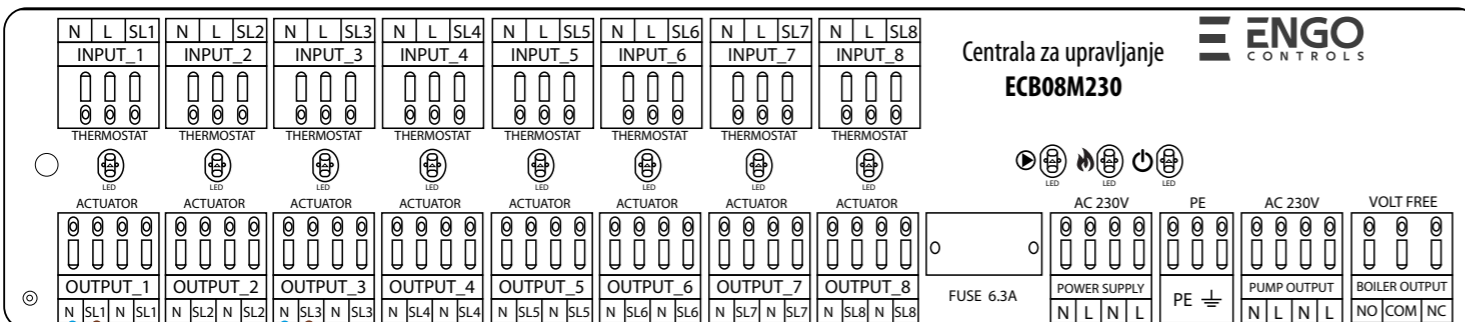 N L SL1 N L SL2 N L SL3 N L SL4 N L SL5 N L SL6 N L SL7 N L SL8
INPUT_1 INPUT_2 INPUT_3 INPUT_4 INPUT_5 INPUT_6 INPUT_7 INPUT_8
THERMOSTAT THERMOSTAT THERMOSTAT THERMOSTAT THERMOSTAT THERMOSTAT THERMOSTAT THERMOSTAT
Centrala za upravljanje
ECB08M230
ENGO
CONTROLS
LED LED LED LED LED LED LED LED LED LED LED
ACTUATOR ACTUATOR ACTUATOR ACTUATOR ACTUATOR ACTUATOR ACTUATOR ACTUATOR AC 230V PE AC 230V VOLT FREE
OUTPUT_1 OUTPUT_2 OUTPUT_3 OUTPUT_4 OUTPUT_5 OUTPUT_6 OUTPUT_7 OUTPUT_8 FUSE 6.3A POWER SUPPLY PE PUMP OUTPUT BOILER OUTPUT
N SL1 N SL1 N SL2 N SL2 N SL3 N SL3 N SL4 N SL4 N SL5 N SL5 N SL6 N SL6 N SL7 N SL7 N SL8 N SL8 N L N L N L N L NO COM NC